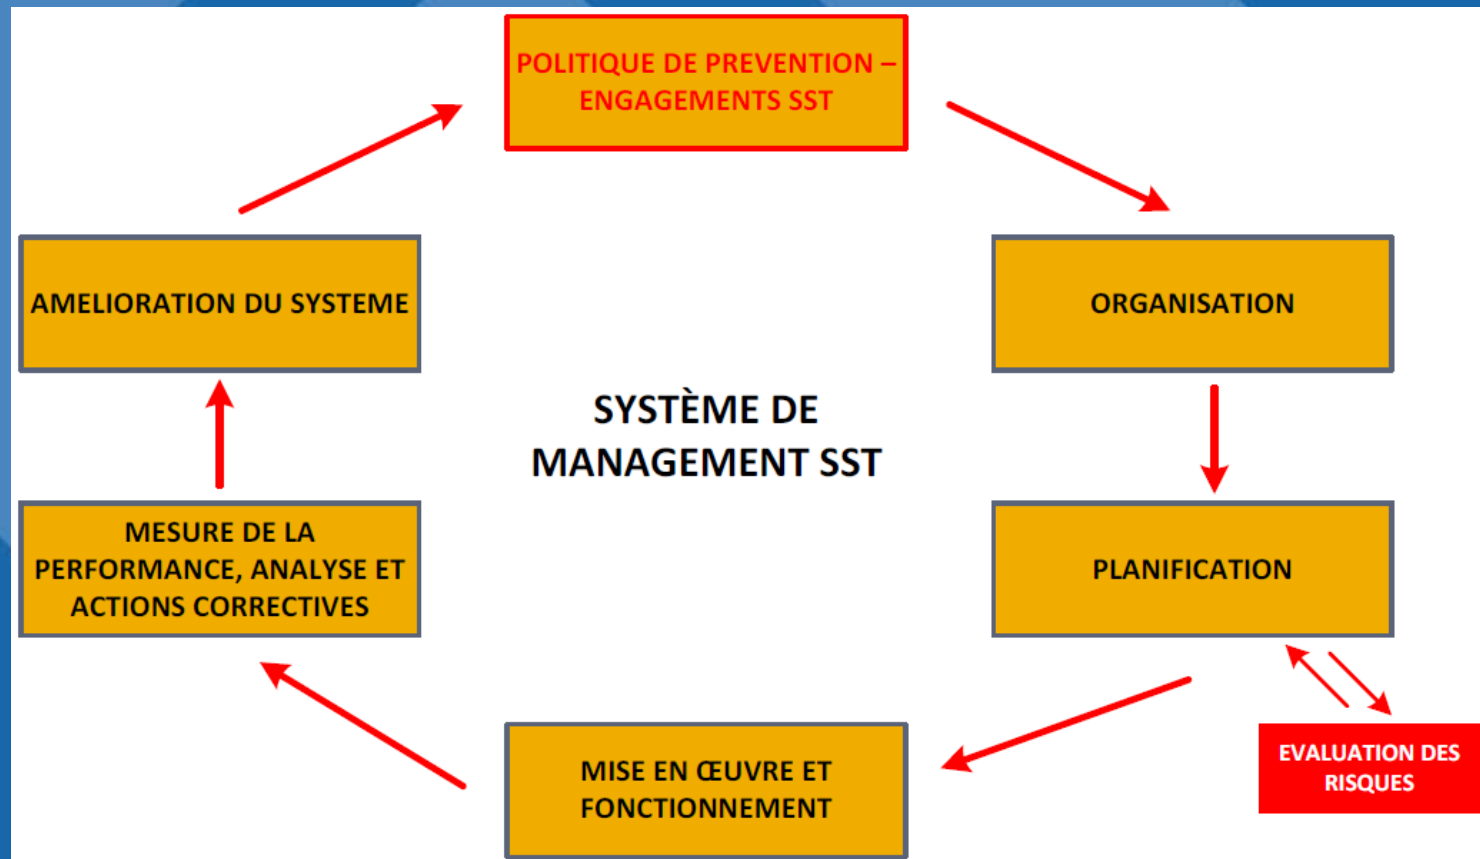 POLITIQUE DE PREVENTION –
ENGAGEMENTS SST
AMELIORATION DU SYSTEME
ORGANISATION
SYSTÈME DE
MANAGEMENT SST
MESURE DE LA
PERFORMANCE, ANALYSE ET
ACTIONS CORRECTIVES
PLANIFICATION
MISE EN ŒUVRE ET
FONCTIONNEMENT
EVALUATION DES
RISQUES